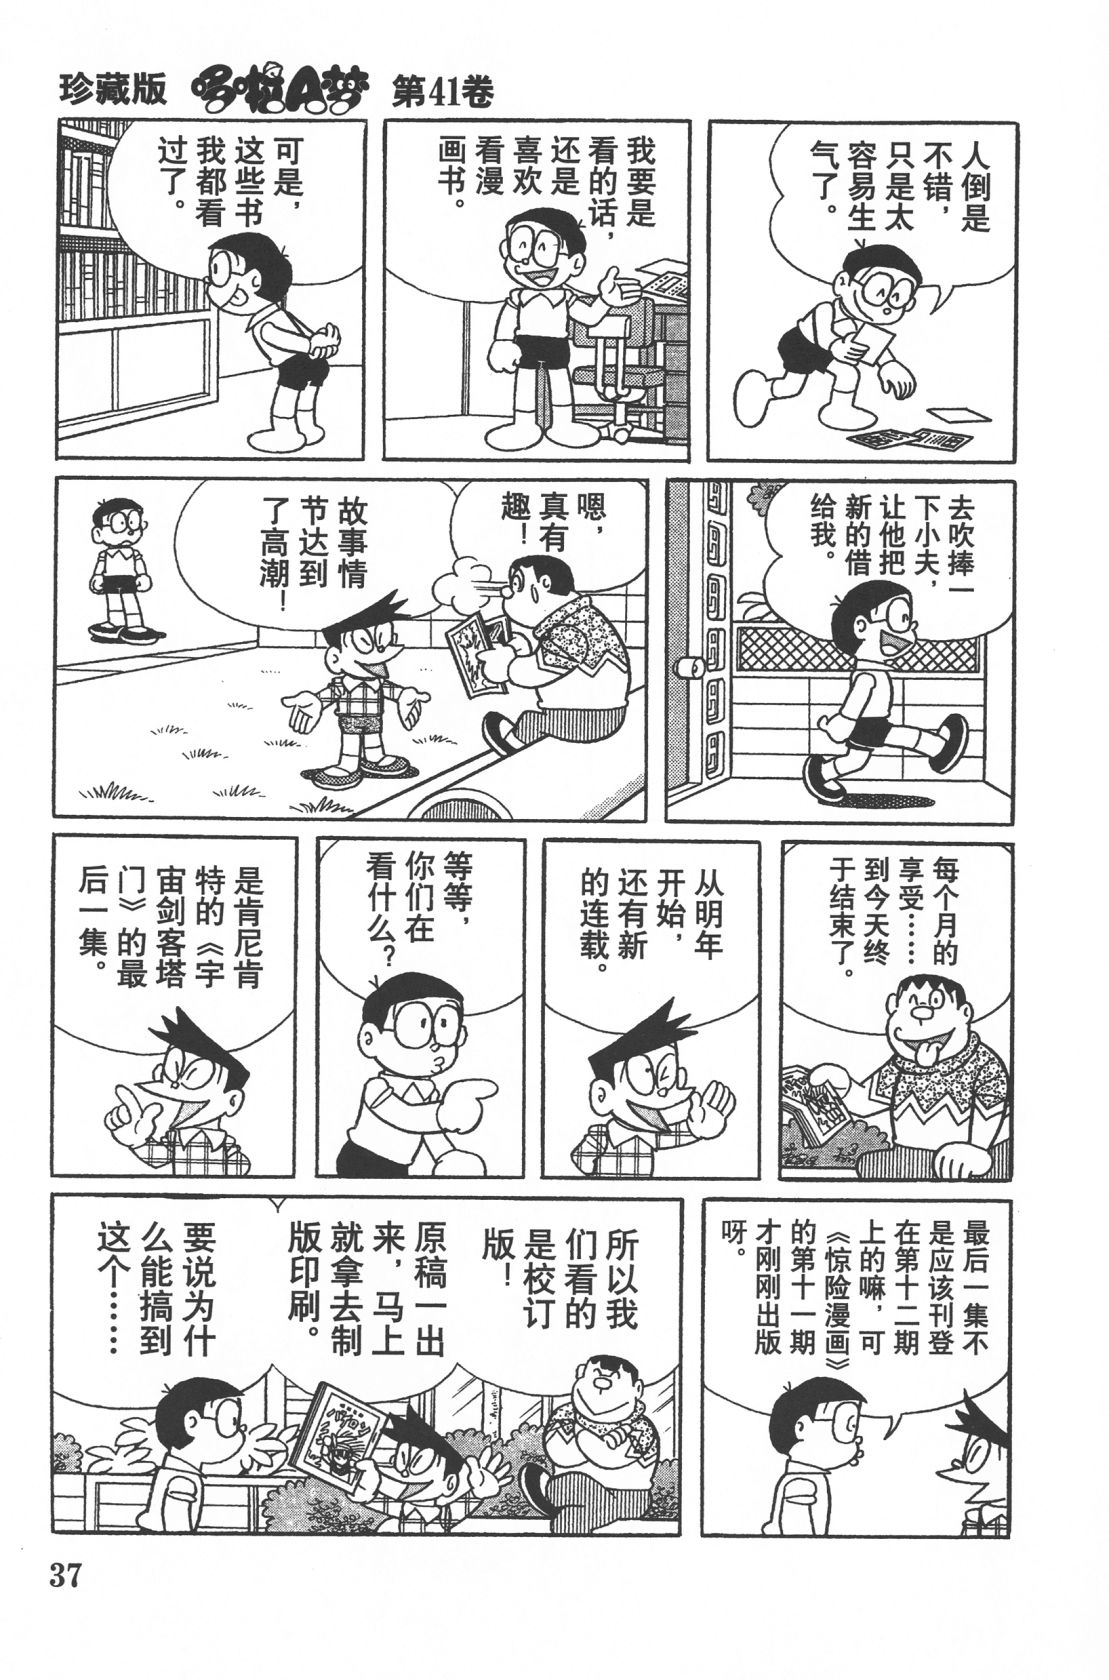 珍藏版 哆啦A梦 第41卷
人倒是
不错，
只是太
容易生
气了。
我要是
看的话，
还是
喜欢
看漫
画书。
可是，
这些书
我都看
过了。
去吹捧一
下小夫，
让他把
新的借
给我。
嗯，
真有
趣！
故事情
节达到
了高潮！
每个月的
享受……
到今天终
于结束了。
从明年
开始，
还有新
的连载。
等等，
你们在
看什么？
是肯尼肯
特的《宇
宙剑客塔
门》的最
后一集。
最后一集不
是应该刊登
在第十二期
上的嘛，可
《惊险漫画》
的第十一期
才刚刚出版
呀。
所以我
们看的
是校订
版！
原稿一出
来，马上
就拿去制
版印刷。
要说为什
么能搞到
这个……
37